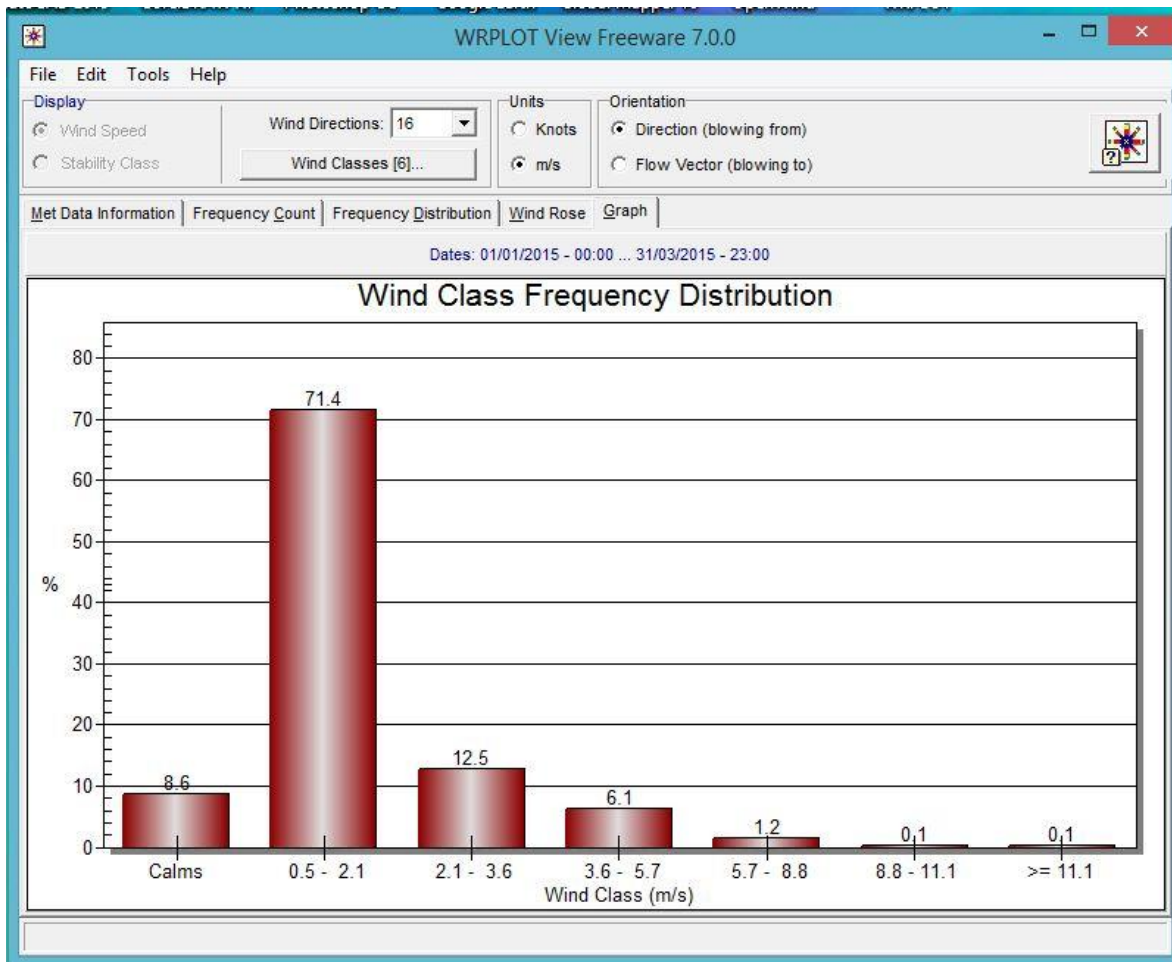 WRPLOT View Freeware 7.0.0
File Edit Tools Help
Display
Wind Speed
Stability Class
Wind Directions: 16
Wind Classes [6]...
Units
Knots
m/s
Orientation
Direction (blowing from)
Flow Vector (blowing to)
?
Met Data Information Frequency Count Frequency Distribution Wind Rose Graph
Dates: 01/01/2015 - 00:00 ... 31/03/2015 - 23:00
Wind Class Frequency Distribution
80
70
60
50
40
30
20
10
0
%
8.6
71.4
12.5
6.1
1.2
0.1
0.1
Calms 0.5 - 2.1 2.1 - 3.6 3.6 - 5.7 5.7 - 8.8 8.8 - 11.1 >= 11.1
Wind Class (m/s)